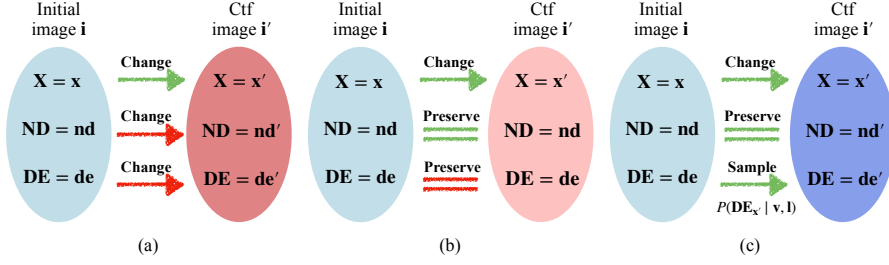 Initial
image i
Ctf
image i′
X = x
Change
X = x′
ND = nd
Change
ND = nd′
DE = de
Change
DE = de′
(a)
Initial
image i
Ctf
image i′
X = x
Change
X = x′
ND = nd
Preserve
ND = nd
DE = de
Preserve
DE = de
(b)
Initial
image i
Ctf
image i′
X = x
Change
X = x′
ND = nd
Preserve
ND = nd′
DE = de
Sample
DE = de′
P(DEₓ′ | v, l)
(c)